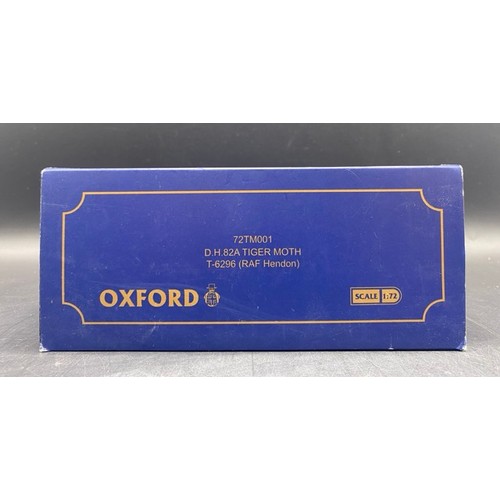 72TM001
D.H.82A TIGER MOTH
T-6296 (RAF Hendon)
OXFORD
SCALE 1:72